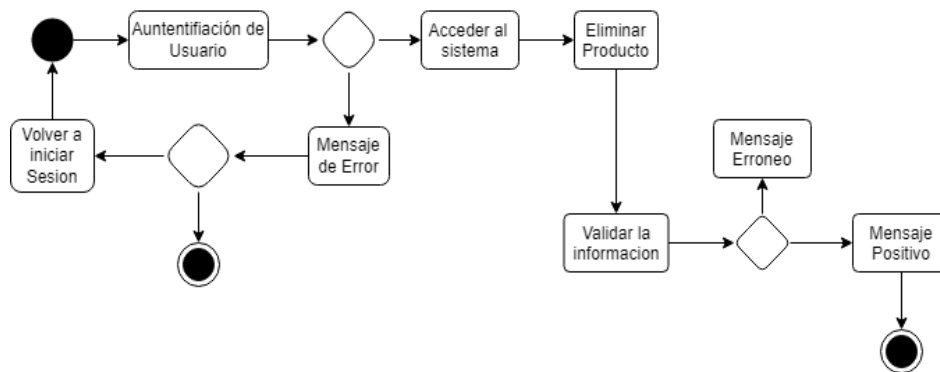 Auntentifiación de
Usuario
Acceder al
sistema
Eliminar
Producto
Volver a
iniciar
Sesion
Mensaje
de Error
Mensaje
Erroneo
Validar la
informacion
Mensaje
Positivo